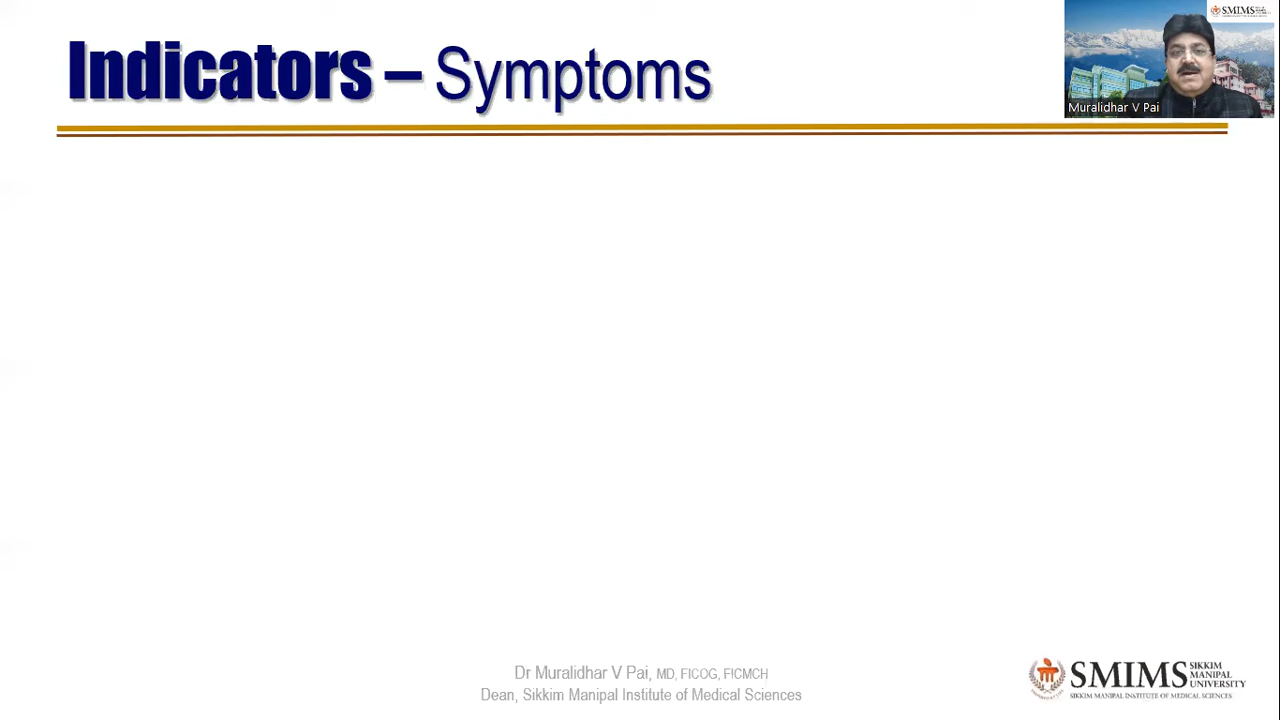 Indicators – Symptoms
SMIMS
Muralidhar V Pai
Dr Muralidhar V Pai, MD, FICOG, FICMCH
Dean, Sikkim Manipal Institute of Medical Sciences
SMIMS SIKKIM
MANIPAL
UNIVERSITY
SIKKIM MANIPAL INSTITUTE OF MEDICAL SCIENCES